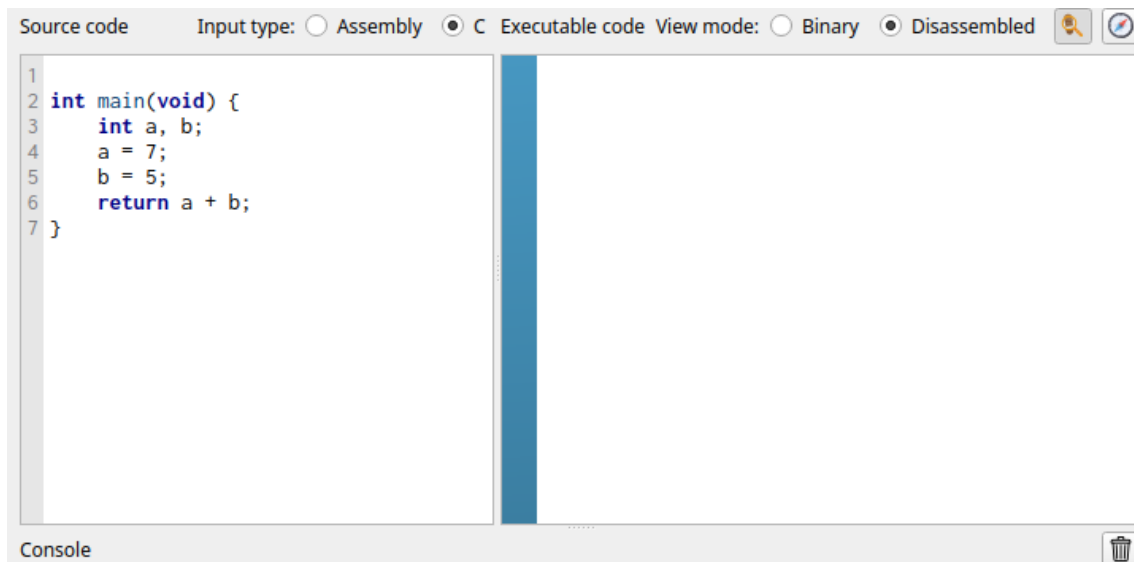 Source code Input type: Assembly C Executable code View mode: Binary Disassembled
1
2 int main(void) {
3 int a, b;
4 a = 7;
5 b = 5;
6 return a + b;
7 }
Console